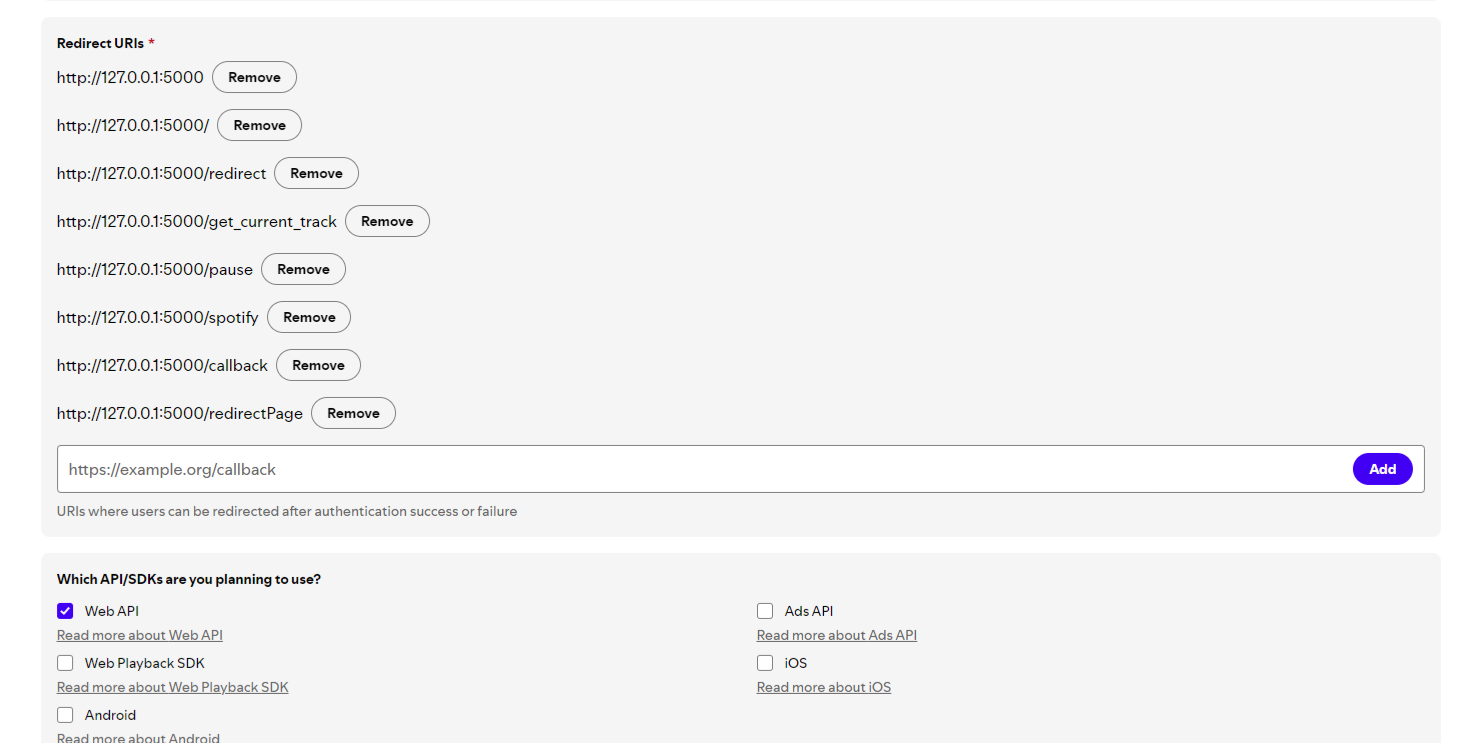 Redirect URIs *
http://127.0.0.1:5000 Remove
http://127.0.0.1:5000/ Remove
http://127.0.0.1:5000/redirect Remove
http://127.0.0.1:5000/get_current_track Remove
http://127.0.0.1:5000/pause Remove
http://127.0.0.1:5000/spotify Remove
http://127.0.0.1:5000/callback Remove
http://127.0.0.1:5000/redirectPage Remove
https://example.org/callback Add
URIs where users can be redirected after authentication success or failure
Which API/SDKs are you planning to use?
Web API
Read more about Web API
Ads API
Read more about Ads API
Web Playback SDK
Read more about Web Playback SDK
iOS
Read more about iOS
Android
Read more about Android